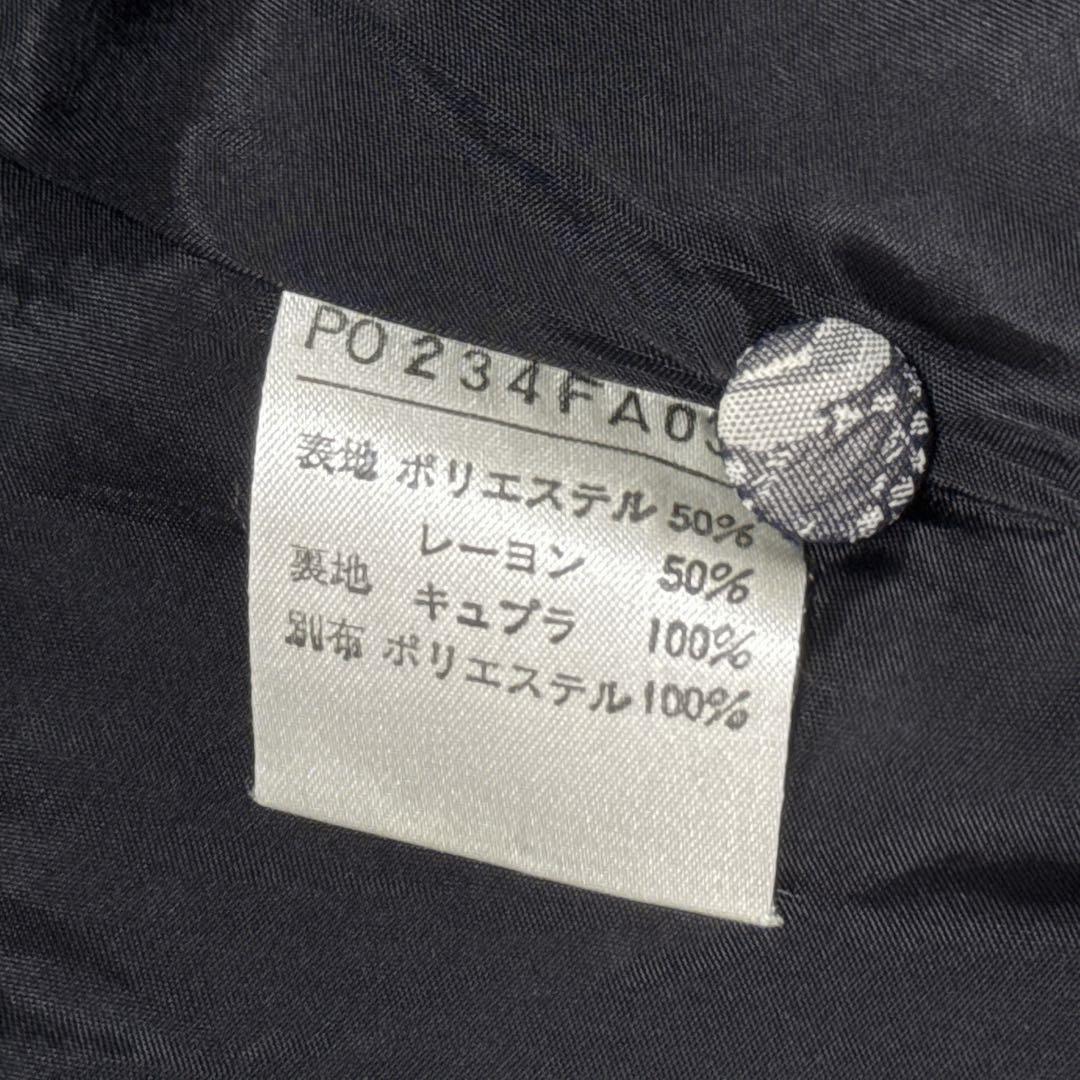 PO234FA0
表地 ポリエステル 50%
レーヨン 50%
裏地 キュプラ 100%
別布 ポリエステル 100%